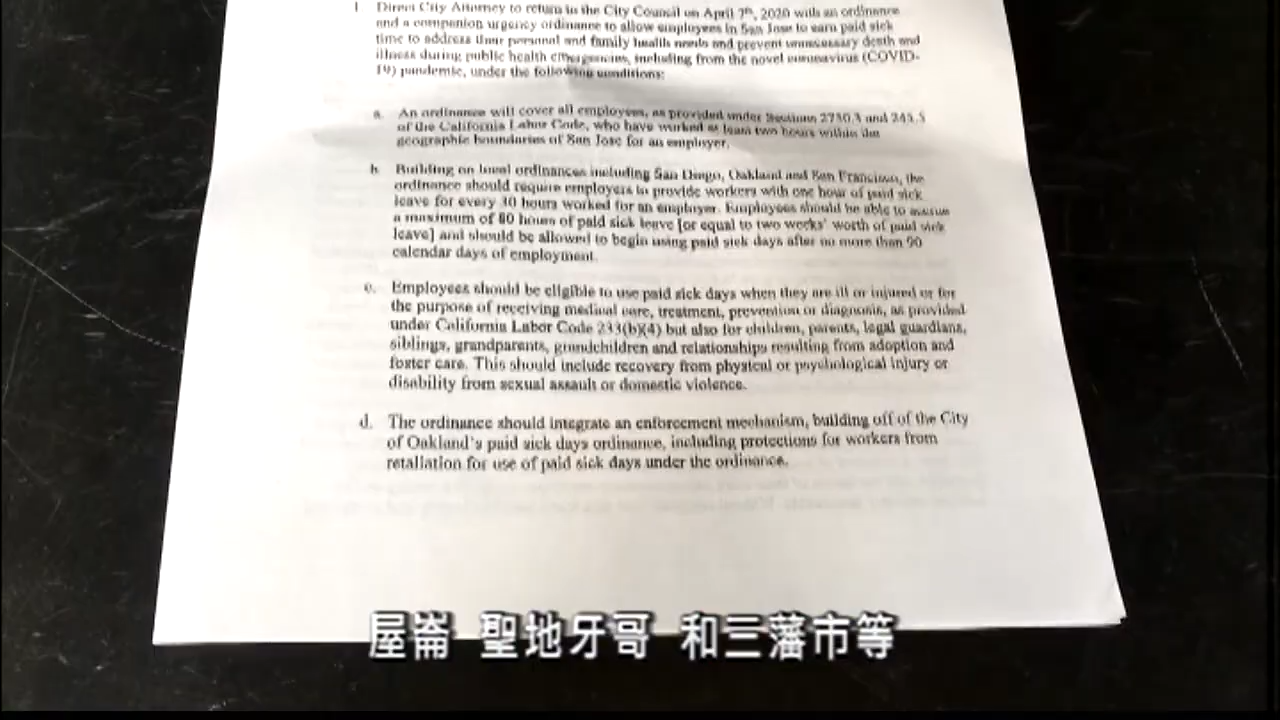 1 Direct City Attorney to return to the City Council on April 7th, 2020 with an ordinance
and a companion urgency ordinance to allow employees in San Jose to earn paid sick
time to address their personal and family health needs and prevent unnecessary death and
illness during public health emergencies, including from the novel coronavirus (COVID-
19) pandemic, under the following conditions:
a. An ordinance will cover all employees, as provided under Sections 2750.3 and 245.5
of the California Labor Code, who have worked at least two hours within the
geographic boundaries of San Jose for an employer.
b. Building on local ordinances including San Diego, Oakland and San Francisco, the
ordinance should require employers to provide workers with one hour of paid sick
leave for every 30 hours worked for an employer. Employees should be able to accrue
a maximum of 80 hours of paid sick leave [or equal to two weeks' worth of paid sick
leave] and should be allowed to begin using paid sick days after no more than 90
calendar days of employment.
c. Employees should be eligible to use paid sick days when they are ill or injured or for
the purpose of receiving medical care, treatment, prevention or diagnosis, as provided
under California Labor Code 233(b)(4) but also for children, parents, legal guardians,
siblings, grandparents, grandchildren and relationships resulting from adoption and
foster care. This should include recovery from physical or psychological injury or
disability from sexual assault or domestic violence.
d. The ordinance should integrate an enforcement mechanism, building off of the City
of Oakland's paid sick days ordinance, including protections for workers from
retaliation for use of paid sick days under the ordinance.
屋崙 聖地牙哥 和三藩市等